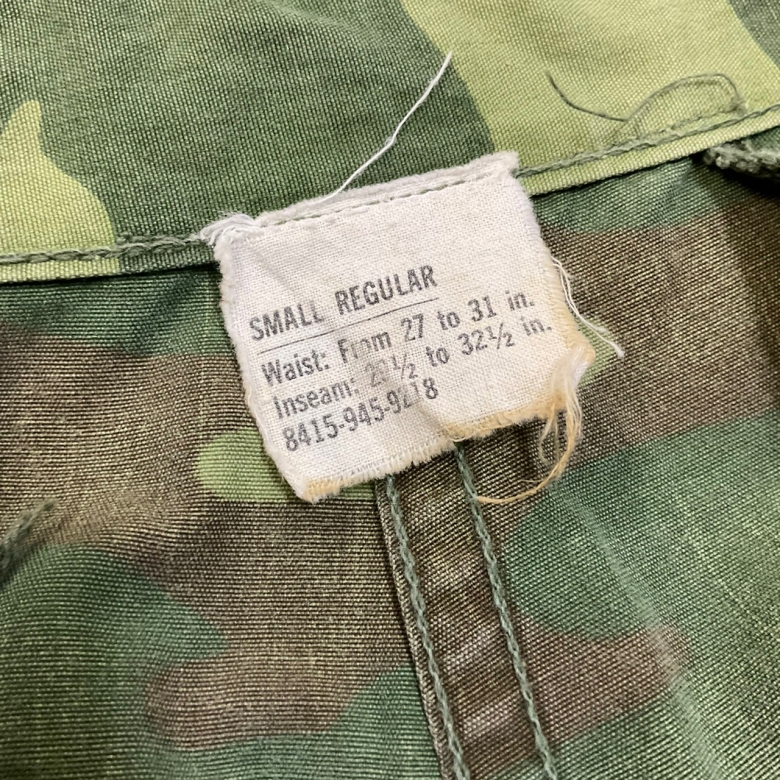 SMALL REGULAR
Waist: From 27 to 31 in.
Inseam: to 32½ in.